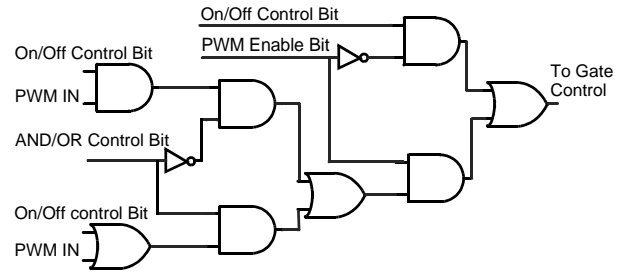 On/Off Control Bit
PWM Enable Bit
On/Off Control Bit
PWM IN
To Gate
Control
AND/OR Control Bit
On/Off control Bit
PWM IN